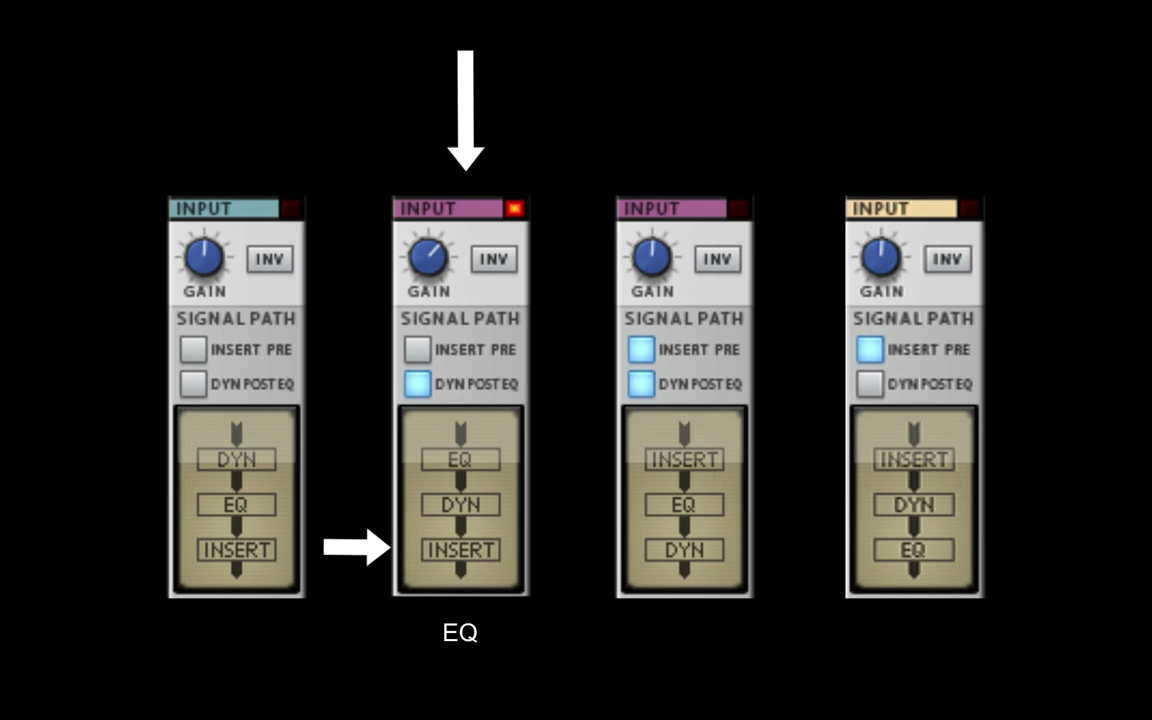 INPUT
INV
GAIN
SIGNAL PATH
INSERT PRE
DYN POST EQ
DYN
EQ
INSERT
INPUT
INV
GAIN
SIGNAL PATH
INSERT PRE
DYN POST EQ
EQ
DYN
INSERT
EQ
INPUT
INV
GAIN
SIGNAL PATH
INSERT PRE
DYN POST EQ
INSERT
EQ
DYN
INPUT
INV
GAIN
SIGNAL PATH
INSERT PRE
DYN POST EQ
INSERT
DYN
EQ